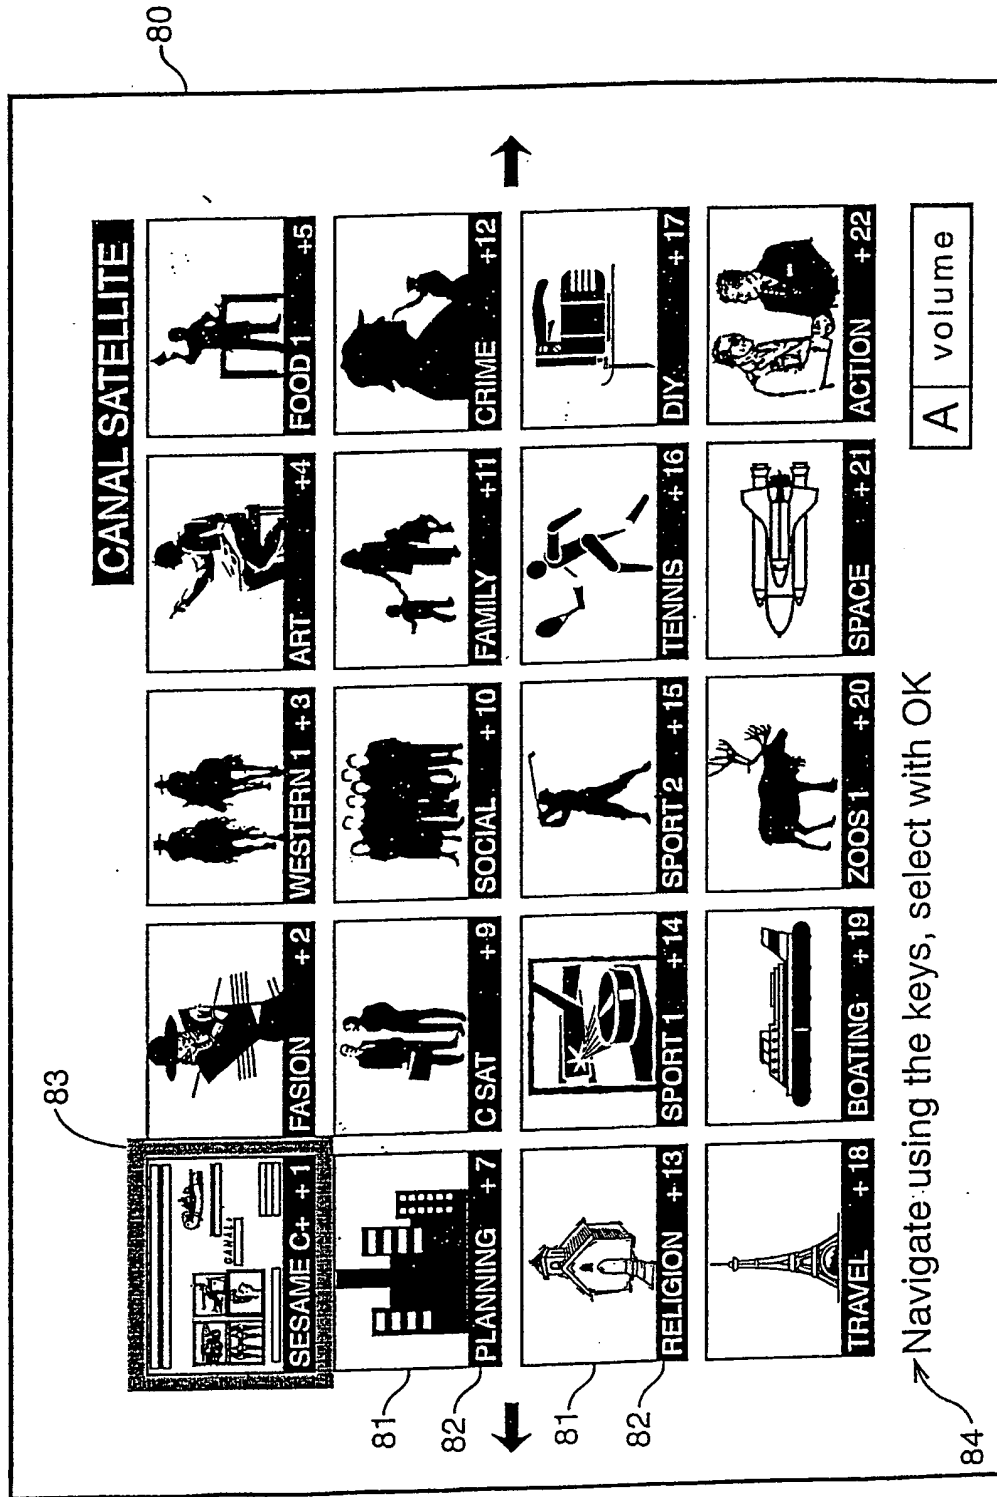 80
CANAL SATELLITE
83
SESAME C+ +1
FASION +2
WESTERN 1 +3
ART +4
FOOD 1 +5
81
82
PLANNING +7
C SAT +9
SOCIAL +10
FAMILY +11
CRIME +12
81
82
RELIGION +13
SPORT 1 +14
SPORT 2 +15
TENNIS +16
DIY +17
TRAVEL +18
BOATING +19
ZOOS 1 +20
SPACE +21
ACTION +22
84
Navigate using the keys, select with OK
A volume